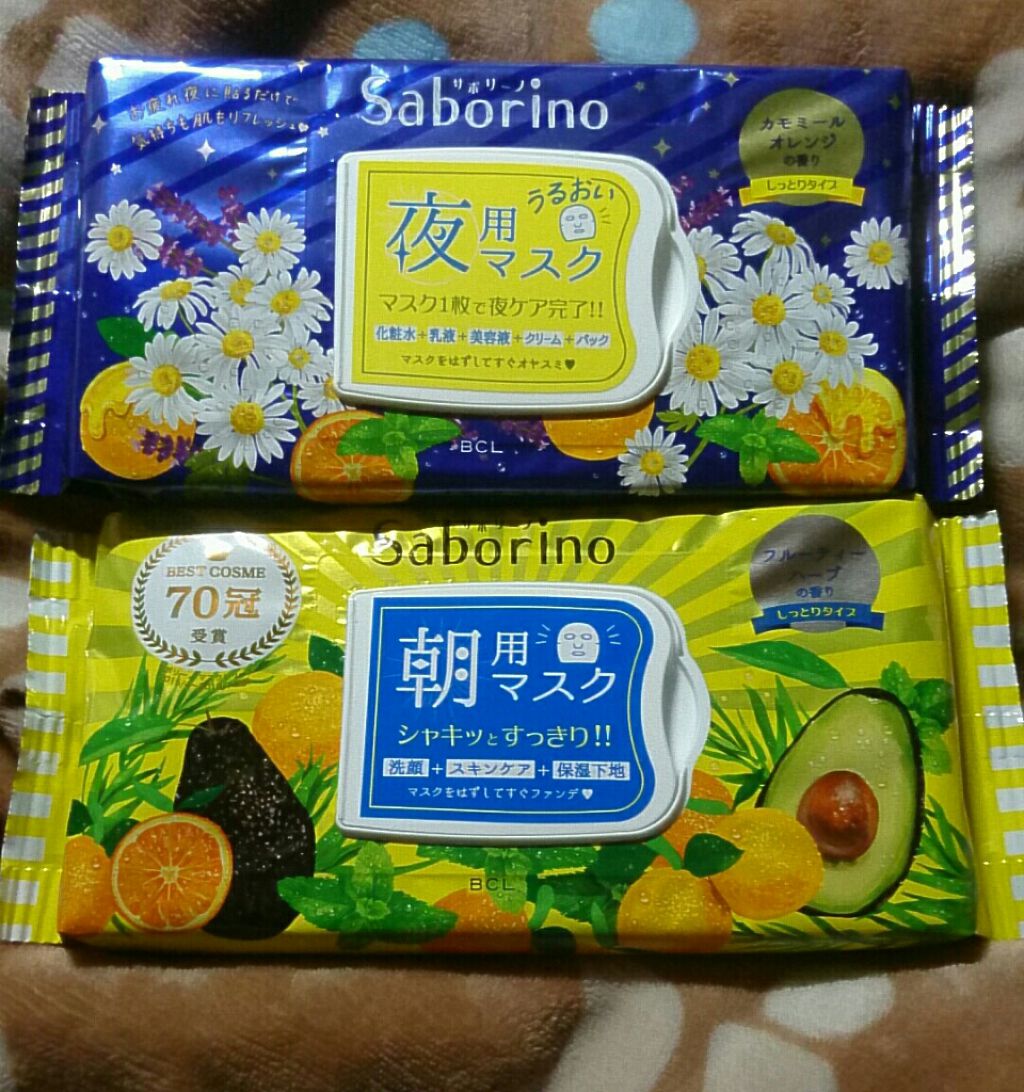 サボリーノ
Saborino
お疲れ夜に貼るだけで
気持ちも肌もリフレッシュ♥
カモミール
オレンジ
の香り
しっとりタイプ
うるおい
夜用
マスク
マスク1枚で夜ケア完了!!
化粧水+乳液+美容液+クリーム+パック
マスクをはずしてすぐオヤスミ♥
BCL
サボリーノ
Saborino
BEST COSME
70冠
受賞
フルーティー
ハーブ
の香り
しっとりタイプ
朝用
マスク
シャキッとすっきり!!
洗顔+スキンケア+保湿下地
マスクをはずしてすぐファンデ♥
BCL